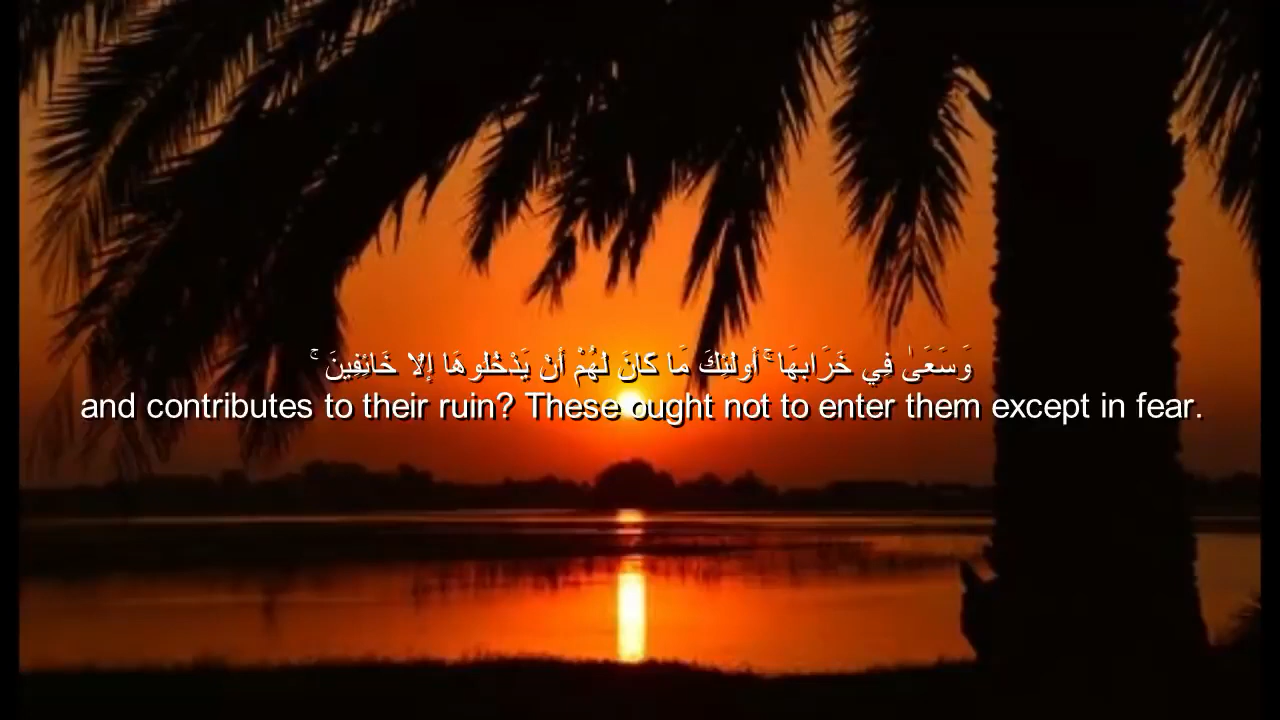 وَسَعَىٰ فِي خَرَابِهَا ۚ أُولَٰئِكَ مَا كَانَ لَهُمْ أَنْ يَدْخُلُوهَا إِلَّا خَائِفِينَ ۚ
and contributes to their ruin? These ought not to enter them except in fear.